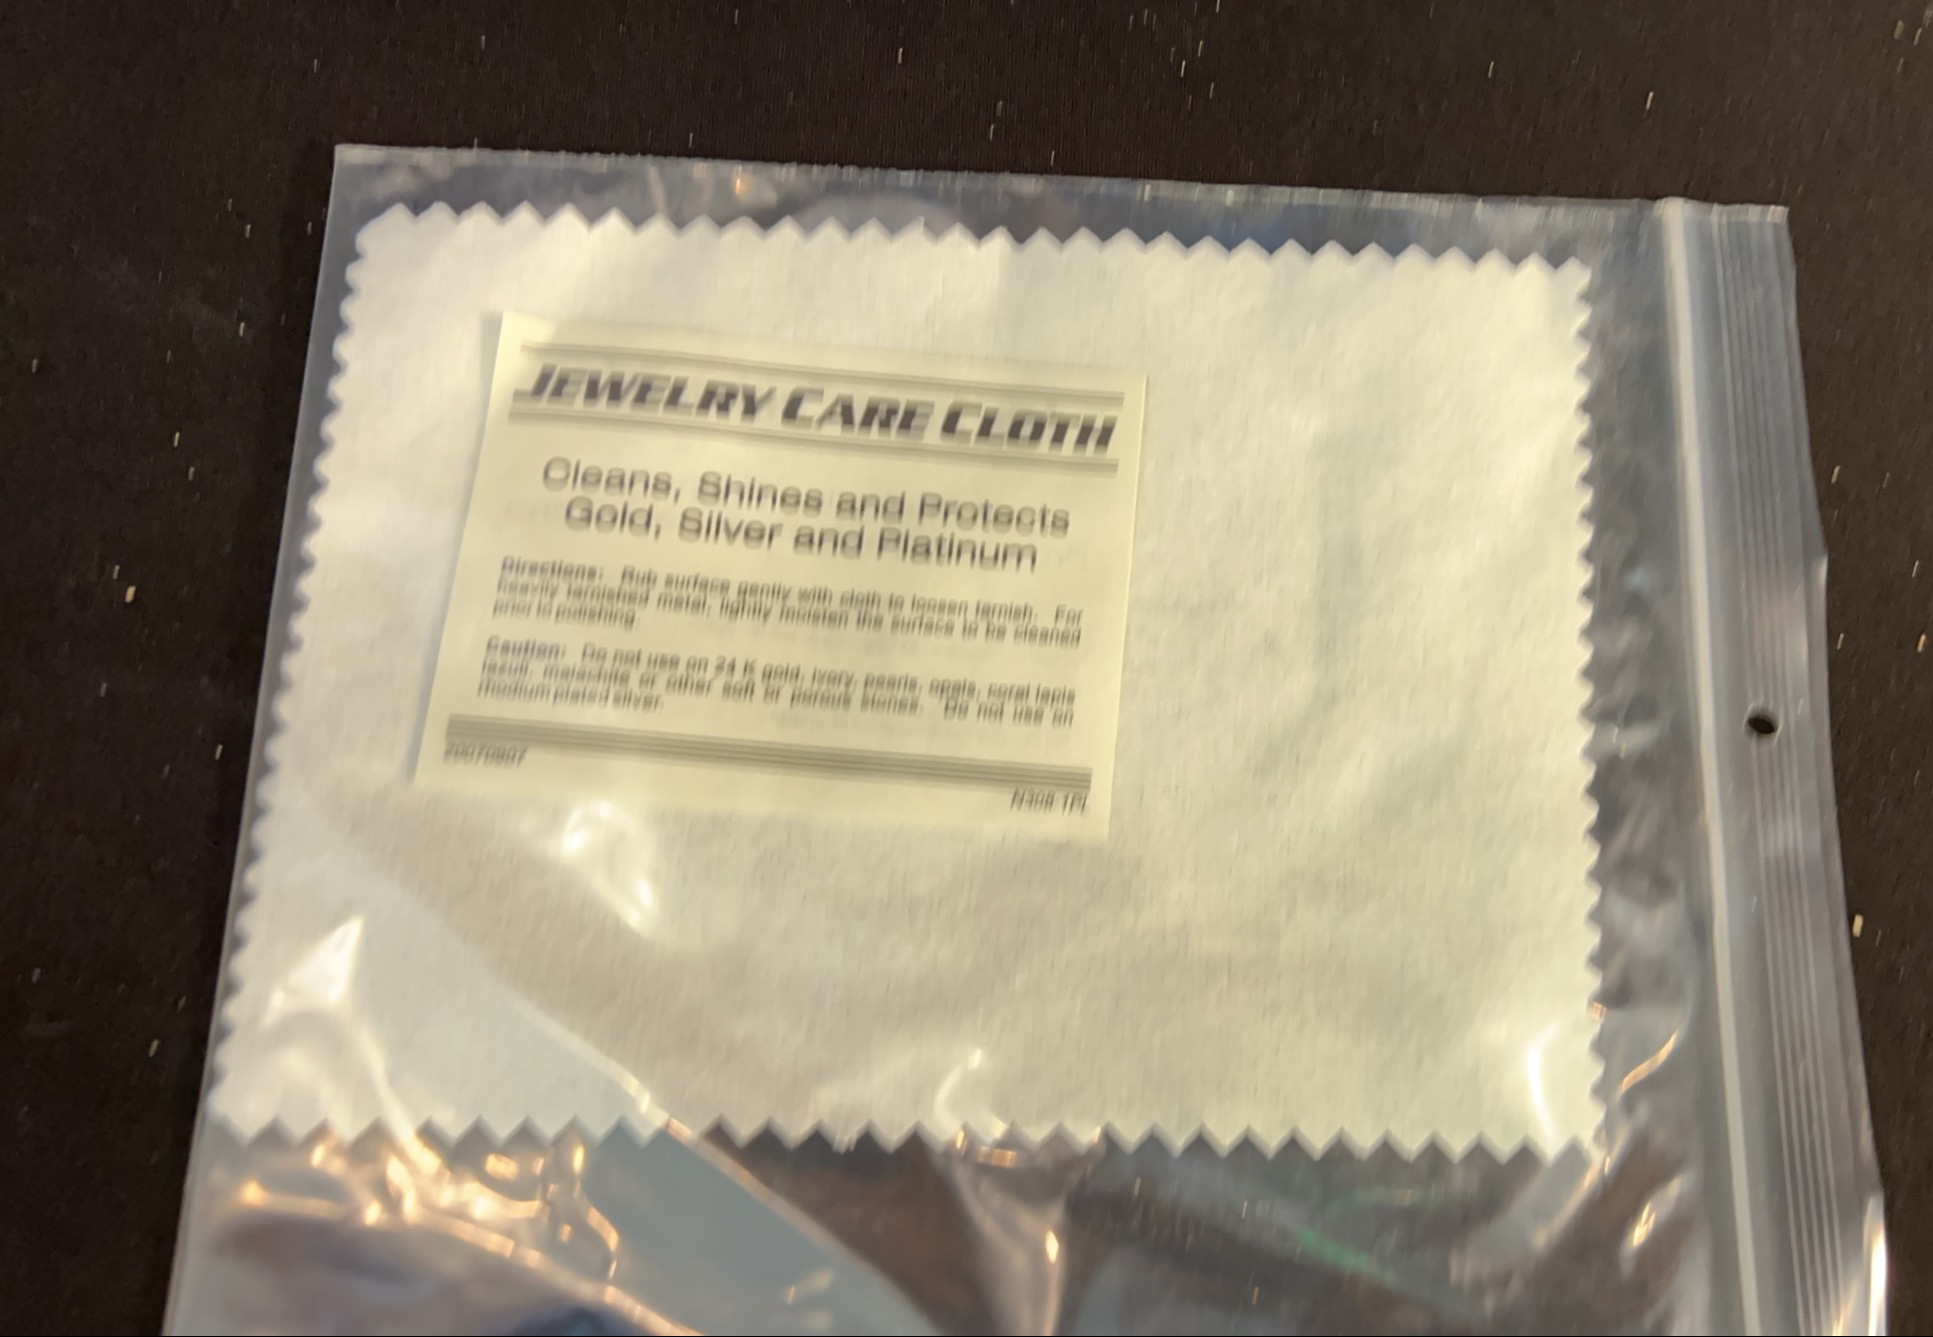 JEWELRY CARE CLOTH
Cleans, Shines and Protects
Gold, Silver and Platinum
Directions: Rub surface gently with cloth to loosen tarnish. For
heavily tarnished metal, lightly moisten the surface to be cleaned
prior to polishing.
Caution: Do not use on 24 K gold, ivory, pearls, opals, coral lapis
lazuli, malachite or other soft or porous stones. Do not use on
rhodium plated silver.
20070907